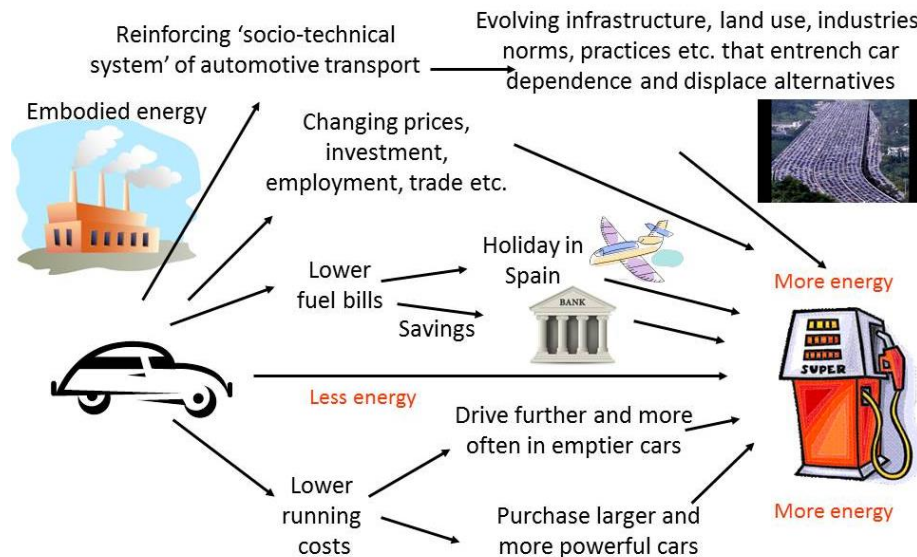 Reinforcing ‘socio-technical
system’ of automotive transport
Evolving infrastructure, land use, industries
norms, practices etc. that entrench car
dependence and displace alternatives
Embodied energy
Changing prices,
investment,
employment, trade etc.
Lower
fuel bills
Holiday in
Spain
Savings
BANK
More energy
SUPER
Less energy
Drive further and more
often in emptier cars
Lower
running
costs
Purchase larger and
more powerful cars
More energy